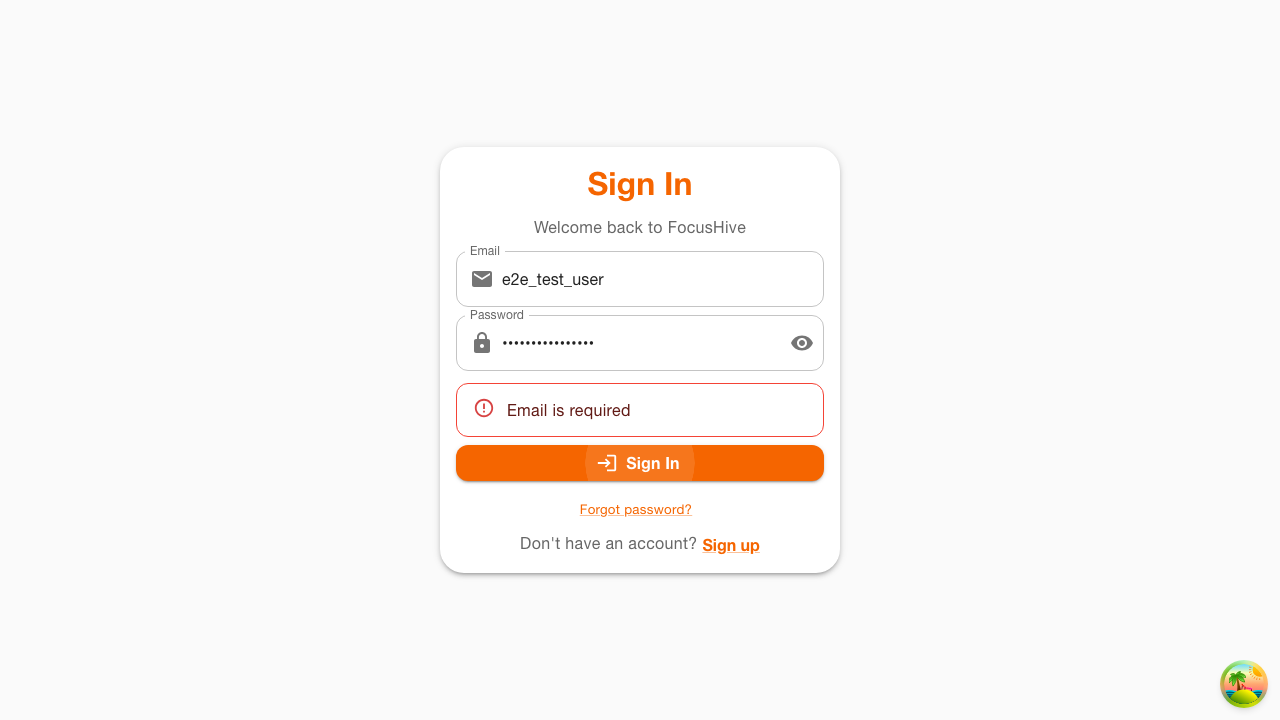 Sign In
Welcome back to FocusHive
Email
e2e_test_user
Password
••••••••••••••••
Email is required
Sign In
Forgot password?
Don't have an account? Sign up